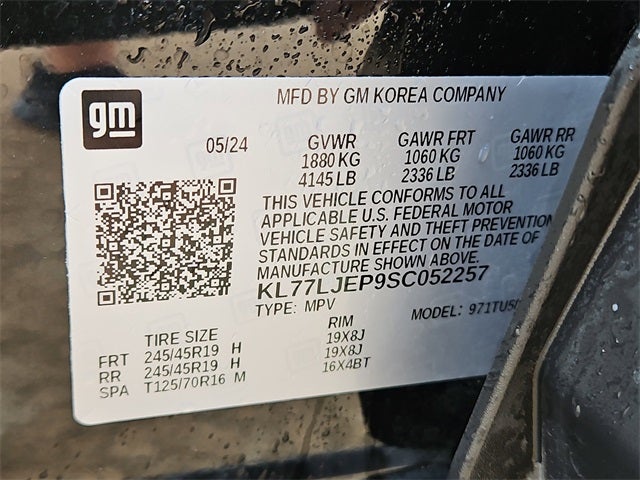 MFD BY GM KOREA COMPANY
gm
05/24 GVWR GAWR FRT GAWR RR
1880 KG 1060 KG 1060 KG
4145 LB 2336 LB 2336 LB
THIS VEHICLE CONFORMS TO ALL
APPLICABLE U.S. FEDERAL MOTOR
VEHICLE SAFETY AND THEFT PREVENTION
STANDARDS IN EFFECT ON THE DATE OF
MANUFACTURE SHOWN ABOVE.
KL77LJEP9SC052257
TYPE: MPV MODEL:
TIRE SIZE RIM
FRT 245/45R19 H 19X8J
RR 245/45R19 H 19X8J
SPA T125/70R16 M 16X4BT